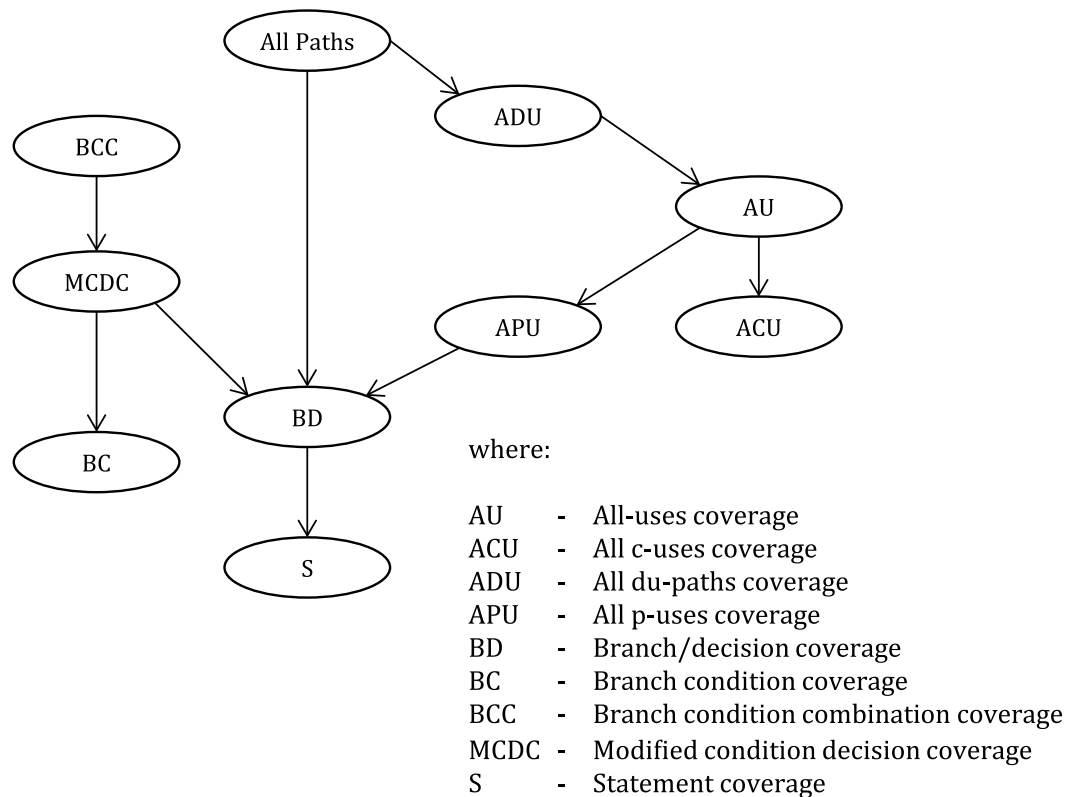 All Paths
ADU
BCC
AU
MCDC
APU
ACU
BD
BC
S
where:
AU - All-uses coverage
ACU - All c-uses coverage
ADU - All du-paths coverage
APU - All p-uses coverage
BD - Branch/decision coverage
BC - Branch condition coverage
BCC - Branch condition combination coverage
MCDC - Modified condition decision coverage
S - Statement coverage